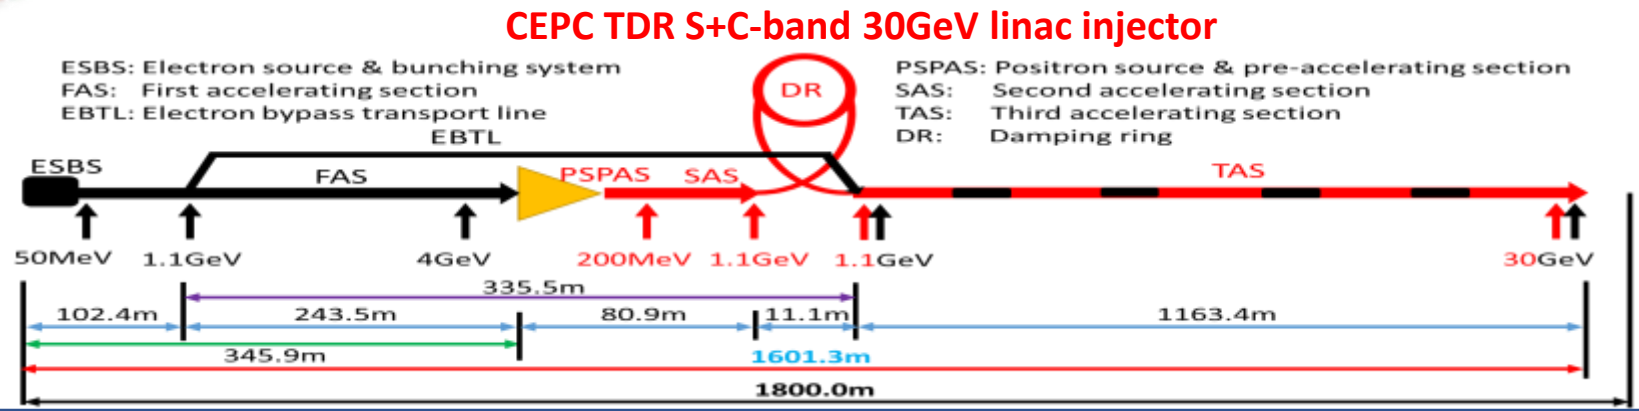 CEPC TDR S+C-band 30GeV linac injector
ESBS: Electron source & bunching system
FAS: First accelerating section
EBTL: Electron bypass transport line
PSPAS: Positron source & pre-accelerating section
SAS: Second accelerating section
TAS: Third accelerating section
DR: Damping ring
DR
EBTL
ESBS
FAS
PSPAS
SAS
TAS
50MeV
1.1GeV
4GeV
200MeV
1.1GeV
1.1GeV
30GeV
335.5m
102.4m
243.5m
80.9m
11.1m
1163.4m
345.9m
1601.3m
1800.0m